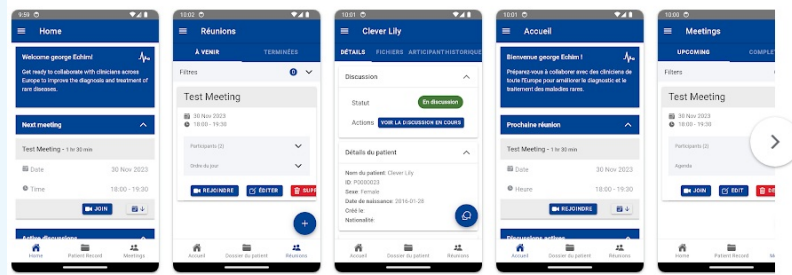 9:59
Home
Welcome george Echim!
Get ready to collaborate with clinicians across
Europe to improve the diagnosis and treatment of
rare diseases.
Next meeting
Test Meeting - 1 hr 30 min
Date 30 Nov 2023
Time 18:00 - 19:30
JOIN
Active discussions
Home Patient Record Meetings
10:02
Réunions
À VENIR TERMINÉES
Filtres 0
Test Meeting
30 Nov 2023
18:00 - 19:30
Participants (2)
Ordre du jour
REJOINDRE ÉDITER SUPP
Accueil Dossier du patient Réunions
10:01
Clever Lily
DÉTAILS FICHIERS ARTICIPANTHISTORIQUE
Discussion
Statut En discussion
Actions VOIR LA DISCUSSION EN COURS
Détails du patient
Nom du patient: Clever Lily
ID: P0000023
Sexe: Female
Date de naissance: 2016-01-28
Créé le:
Nationalité:
Accueil Dossier du patient Réunions
10:01
Accueil
Bienvenue george Echim !
Préparez-vous à collaborer avec des cliniciens de
toute l'Europe pour améliorer le diagnostic et le
traitement des maladies rares.
Prochaine réunion
Test Meeting - 1 hr 30 min
Date 30 Nov 2023
Heure 18:00 - 19:30
REJOINDRE
Discussions actives
Accueil Dossier du patient Réunions
10:00
Meetings
UPCOMING COMPLE
Filters
Test Meeting
30 Nov 2023
18:00 - 19:30
Participants (2)
Agenda
JOIN EDIT DE
Home Patient Record M